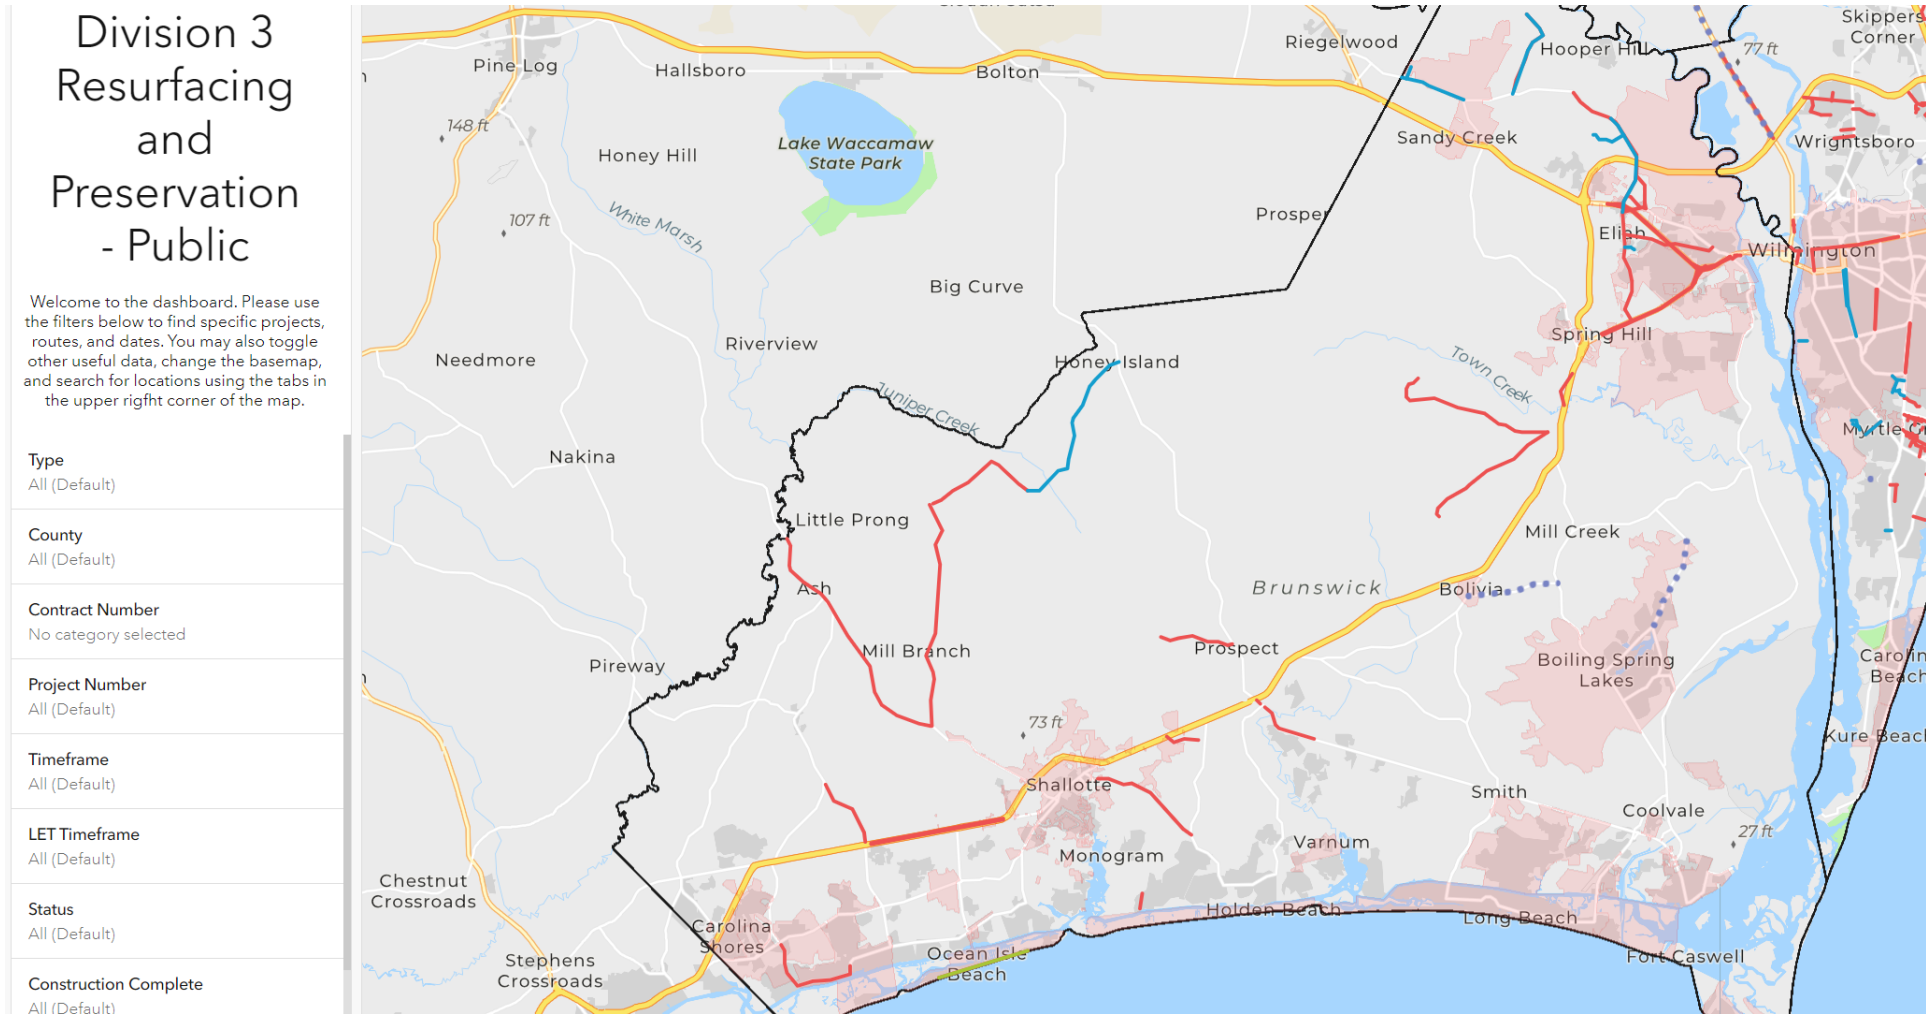 Division 3
Resurfacing
and
Preservation
- Public
Welcome to the dashboard. Please use
the filters below to find specific projects,
routes, and dates. You may also toggle
other useful data, change the basemap,
and search for locations using the tabs in
the upper rigfht corner of the map.
Type
All (Default)
County
All (Default)
Contract Number
No category selected
Project Number
All (Default)
Timeframe
All (Default)
LET Timeframe
All (Default)
Status
All (Default)
Construction Complete
All (Default)
Pine Log
Hallsboro
Bolton
Riegelwood
Hooper Hill
77 ft
Skippers
Corner
148 ft
Honey Hill
Lake Waccamaw
State Park
Sandy Creek
Wrightsboro
107 ft
White Marsh
Prosper
Eliah
Wilmington
Big Curve
Riverview
Needmore
Honey Island
Spring Hill
Town Creek
Juniper Creek
Nakina
Myrtle G
Little Prong
Mill Creek
Ash
Brunswick
Bolivia
Mill Branch
Prospect
Pireway
Boiling Spring
Lakes
Carolin
Beach
73 ft
Kure Beach
Shallotte
Smith
Coolvale
27 ft
Monogram
Varnum
Chestnut
Crossroads
Holden Beach
Long Beach
Carolina
Shores
Ocean Isle
Beach
Fort Caswell
Stephens
Crossroads